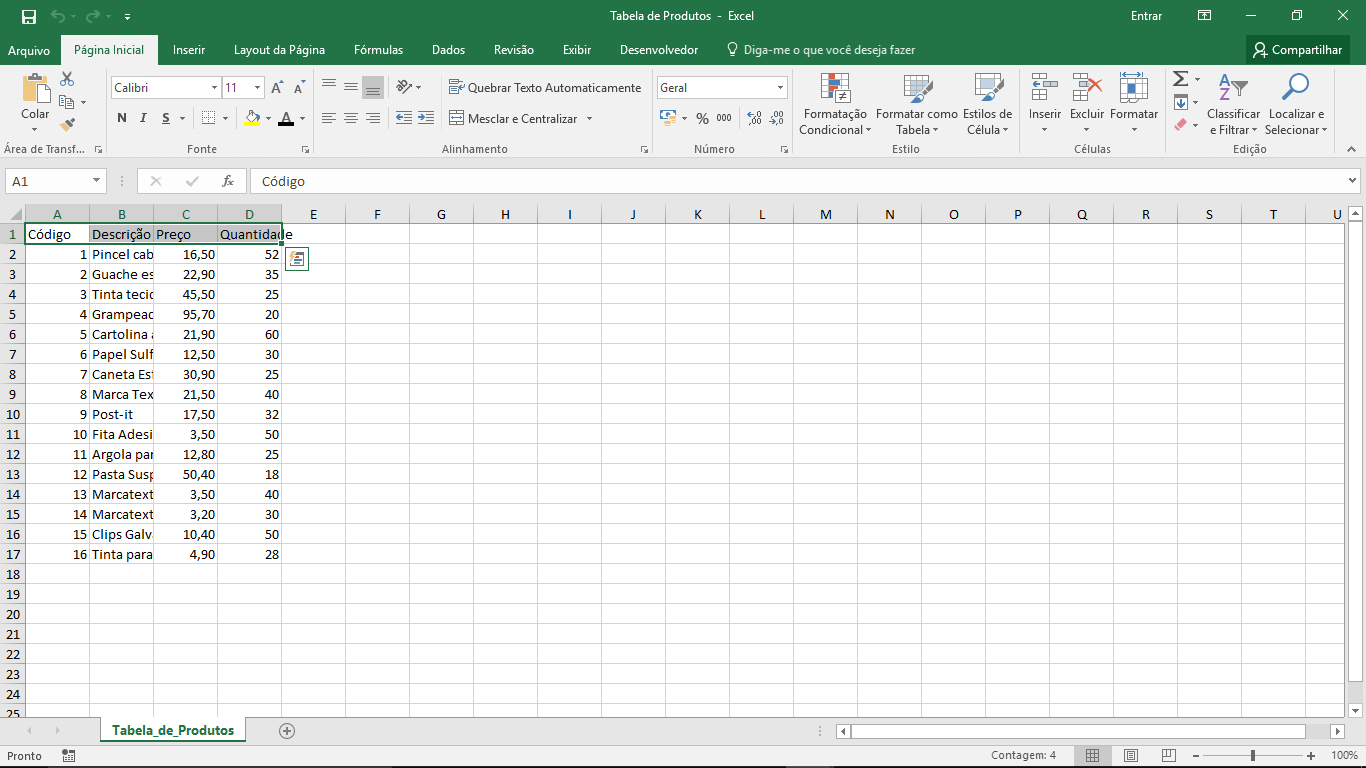 Tabela de Produtos - Excel
Entrar
Arquivo Página Inicial Inserir Layout da Página Fórmulas Dados Revisão Exibir Desenvolvedor Diga-me o que você deseja fazer Compartilhar
Colar
Calibri 11
Quebrar Texto Automaticamente
Geral
Formatação Condicional
Formatar como Tabela
Estilos de Célula
Inserir
Excluir
Formatar
Classificar e Filtrar
Localizar e Selecionar
N I S
A
Mesclar e Centralizar
% 000
Área de Transf... Fonte Alinhamento Número Estilo Células Edição
A1 fx Código
A B C D E F G H I J K L M N O P Q R S T U
1 Código Descrição Preço Quantidade
2 1 Pincel cab 16,50 52
3 2 Guache es 22,90 35
4 3 Tinta tecic 45,50 25
5 4 Grampeac 95,70 20
6 5 Cartolina a 21,90 60
7 6 Papel Sulf 12,50 30
8 7 Caneta Est 30,90 25
9 8 Marca Tex 21,50 40
10 9 Post-it 17,50 32
11 10 Fita Adesi 3,50 50
12 11 Argola par 12,80 25
13 12 Pasta Susp 50,40 18
14 13 Marcatext 3,50 40
15 14 Marcatext 3,20 30
16 15 Clips Galv 10,40 50
17 16 Tinta para 4,90 28
18
19
20
21
22
23
24
25
Tabela_de_Produtos
Pronto
Contagem: 4
100%